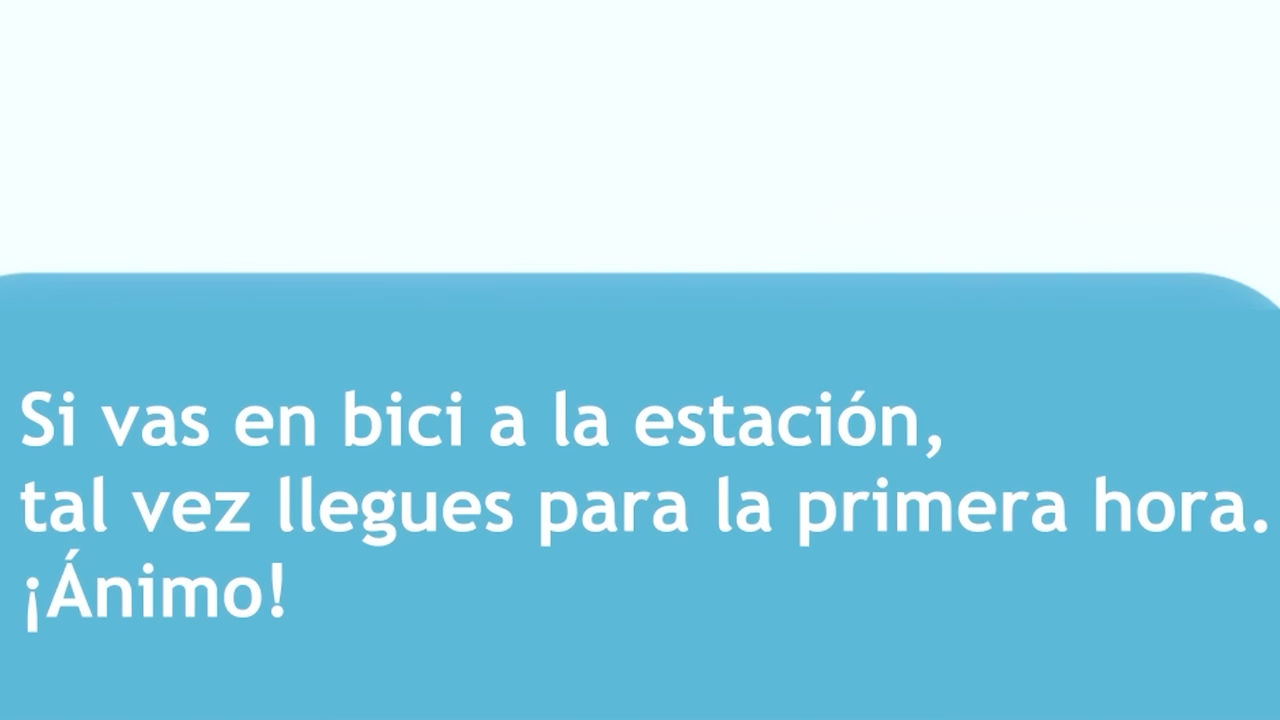 Si vas en bici a la estación,
tal vez llegues para la primera hora.
¡Ánimo!